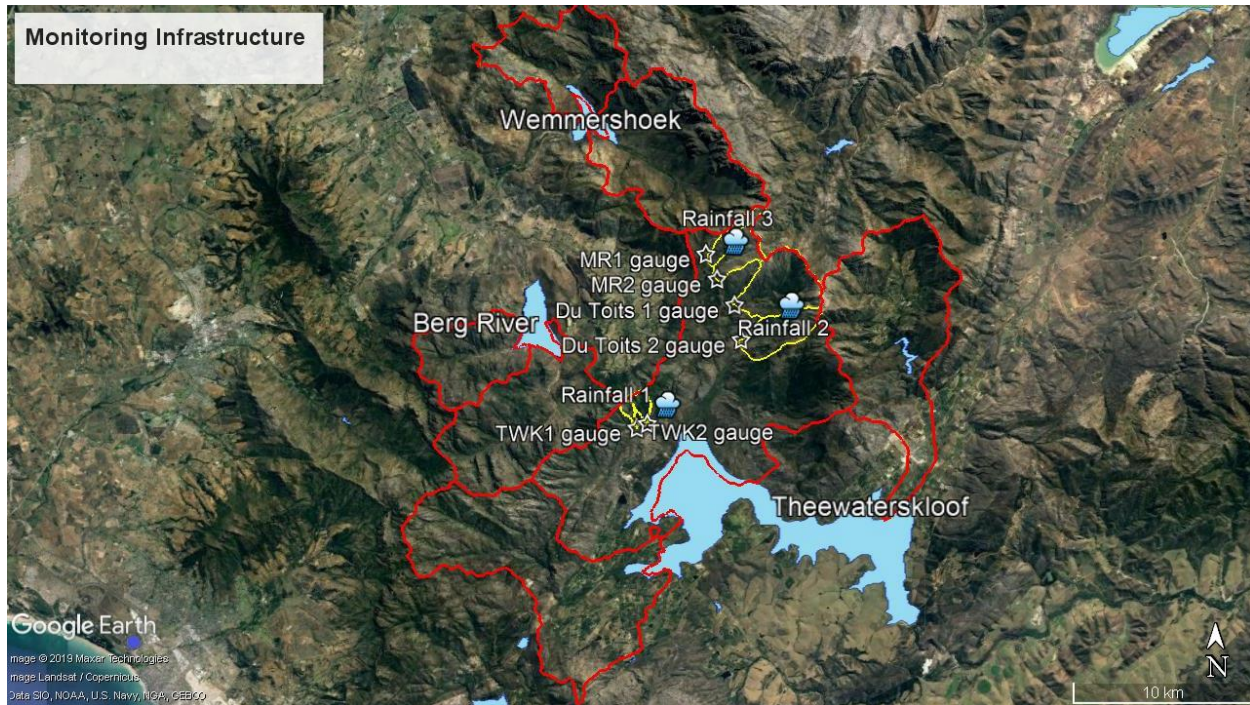 Monitoring Infrastructure
Wemmershoek
Rainfall 3
MR1 gauge
MR2 gauge
Du Toits 1 gauge
Rainfall 2
Berg River
Du Toits 2 gauge
Rainfall 1
TWK1 gauge
TWK2 gauge
Theewaterskloof
Google Earth
mage © 2019 Maxar Technologies
mage Landsat / Copernicus
Data SIO, NOAA, U.S. Navy, NGA, GEBCO
N
10 km